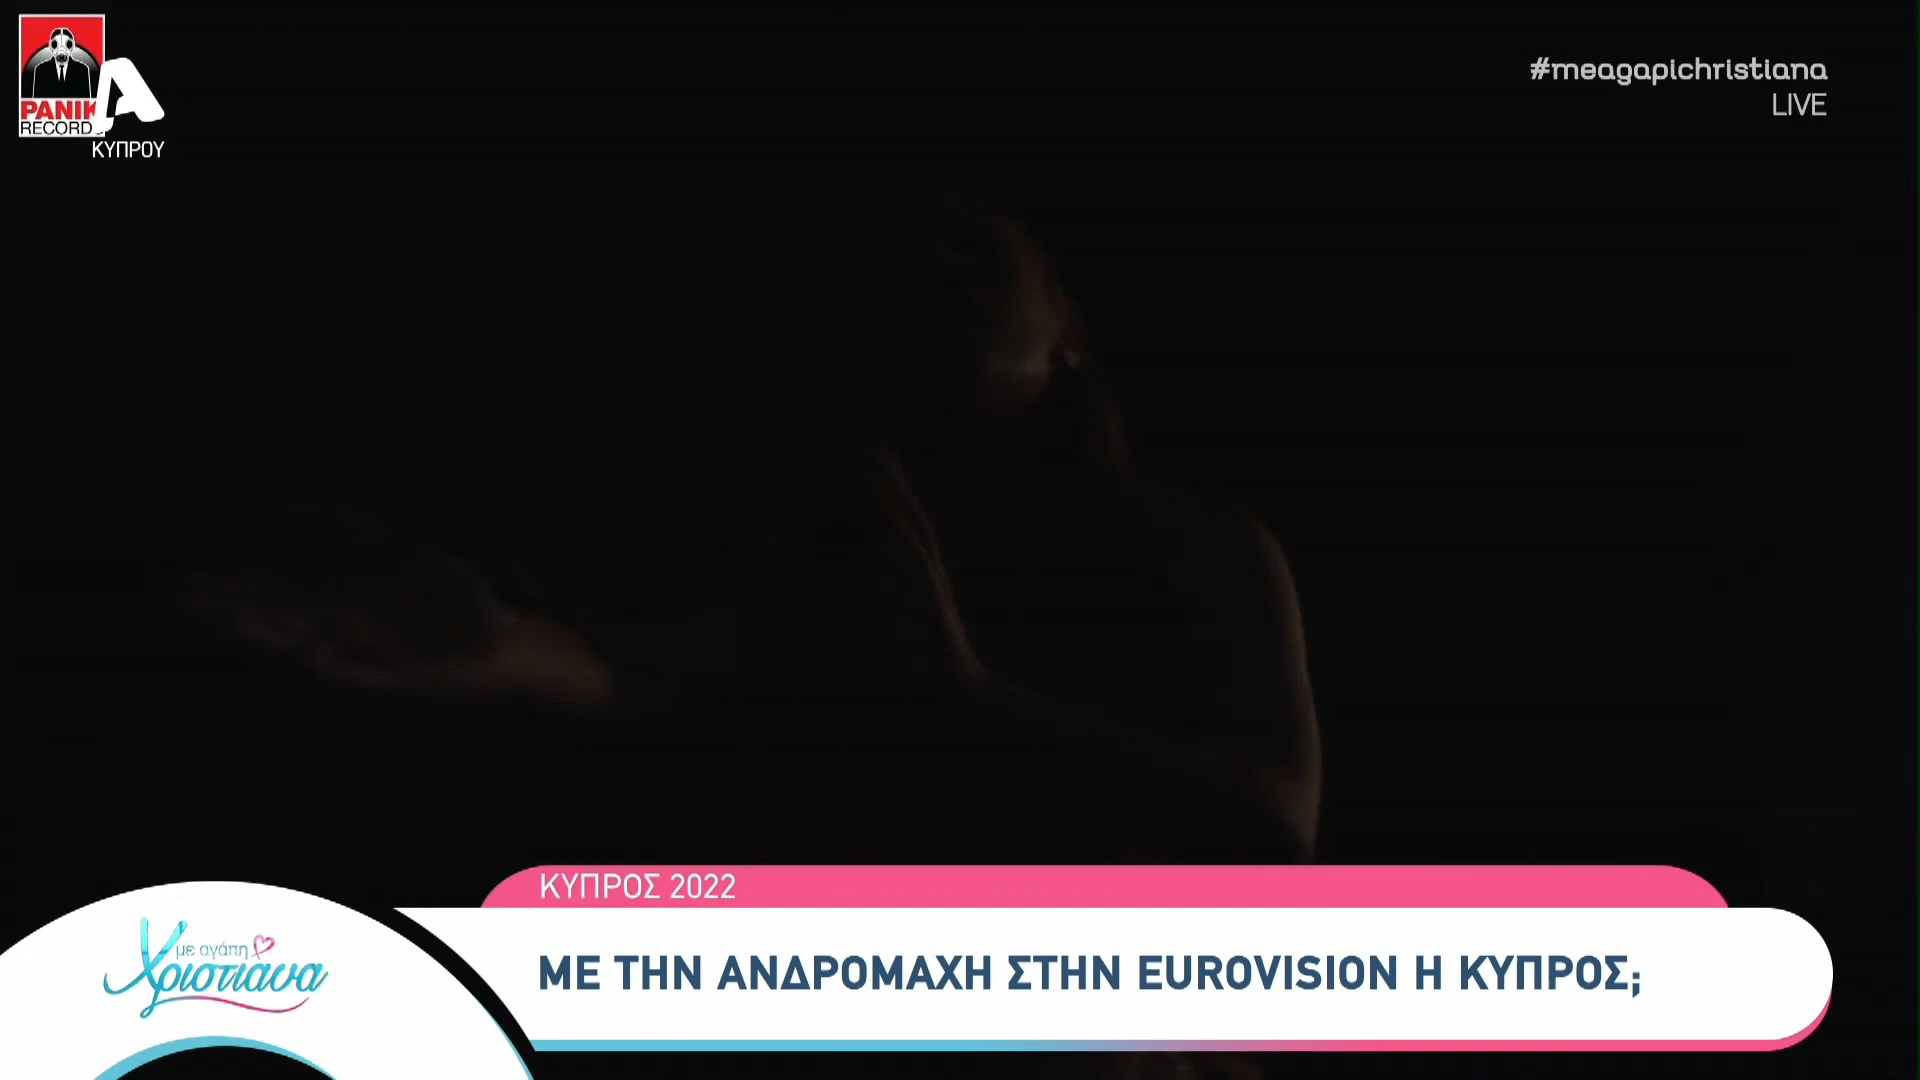 PANIK
RECORDS
ΚΥΠΡΟΥ
#meagapichristiana
LIVE
ΚΥΠΡΟΣ 2022
με αγάπη
Χριστιάνα
ΜΕ ΤΗΝ ΑΝΔΡΟΜΑΧΗ ΣΤΗΝ EUROVISION Η ΚΥΠΡΟΣ;